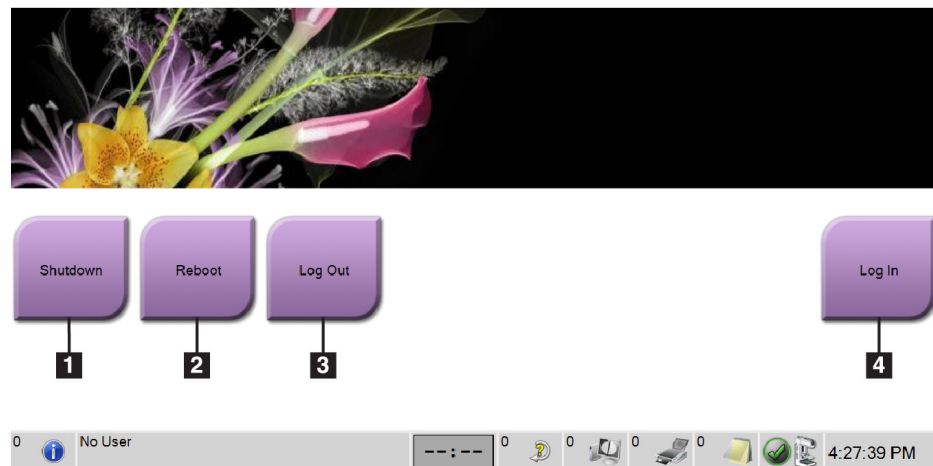 Shutdown
Reboot
Log Out
Log In
1
2
3
4
0
No User
--:--
0
0
0
0
4:27:39 PM